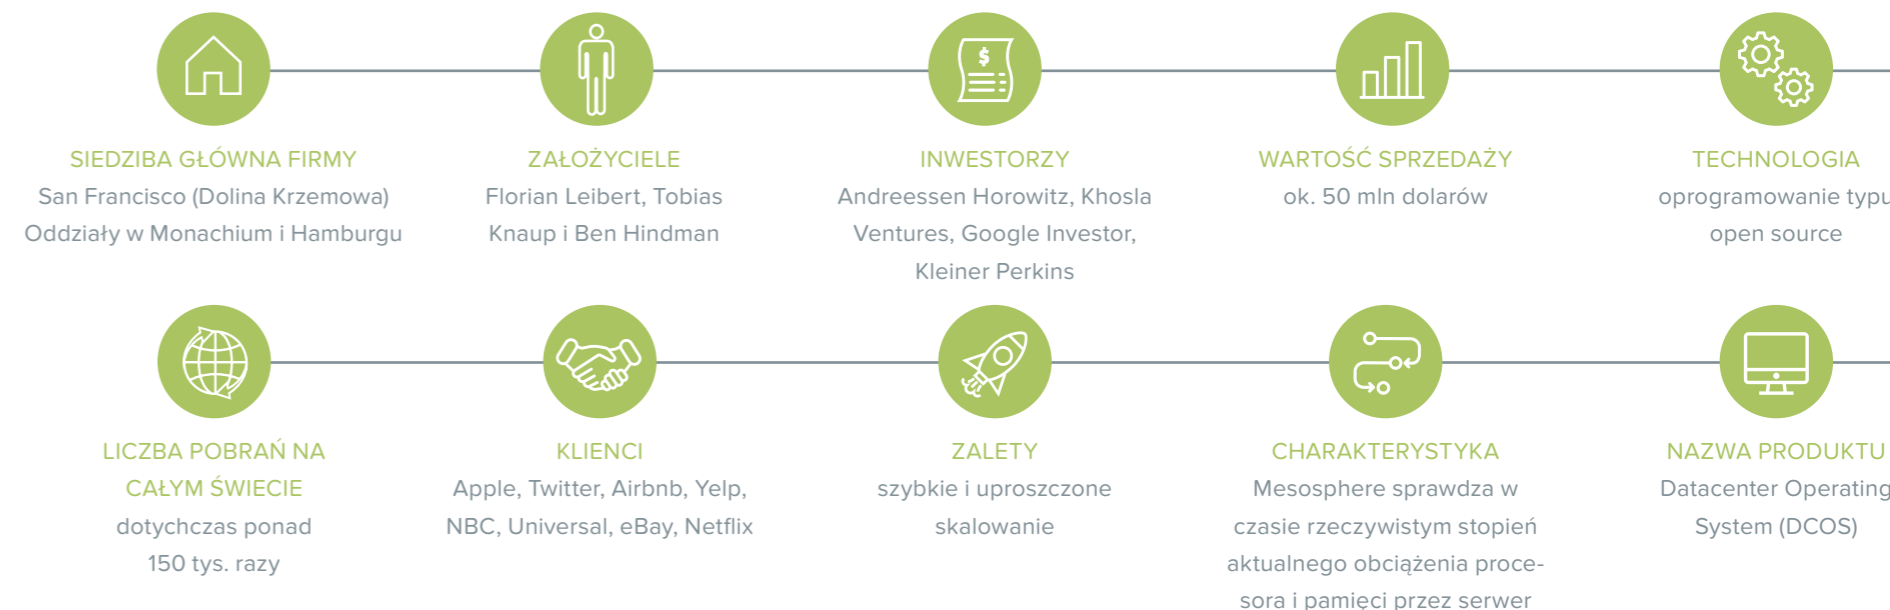 $
SIEDZIBA GŁÓWNA FIRMY
San Francisco (Dolina Krzemowa)
Oddziały w Monachium i Hamburgu
ZAŁOŻYCIELE
Florian Leibert, Tobias
Knaup i Ben Hindman
INWESTORZY
Andreessen Horowitz, Khosla
Ventures, Google Investor,
Kleiner Perkins
WARTOŚĆ SPRZEDAŻY
ok. 50 mln dolarów
TECHNOLOGIA
oprogramowanie typu
open source
LICZBA POBRAŃ NA
CAŁYM ŚWIECIE
dotychczas ponad
150 tys. razy
KLIENCI
Apple, Twitter, Airbnb, Yelp,
NBC, Universal, eBay, Netflix
ZALETY
szybkie i uproszczone
skalowanie
CHARAKTERYSTYKA
Mesosphere sprawdza w
czasie rzeczywistym stopień
aktualnego obciążenia proce-
sora i pamięci przez serwer
NAZWA PRODUKTU
Datacenter Operating
System (DCOS)